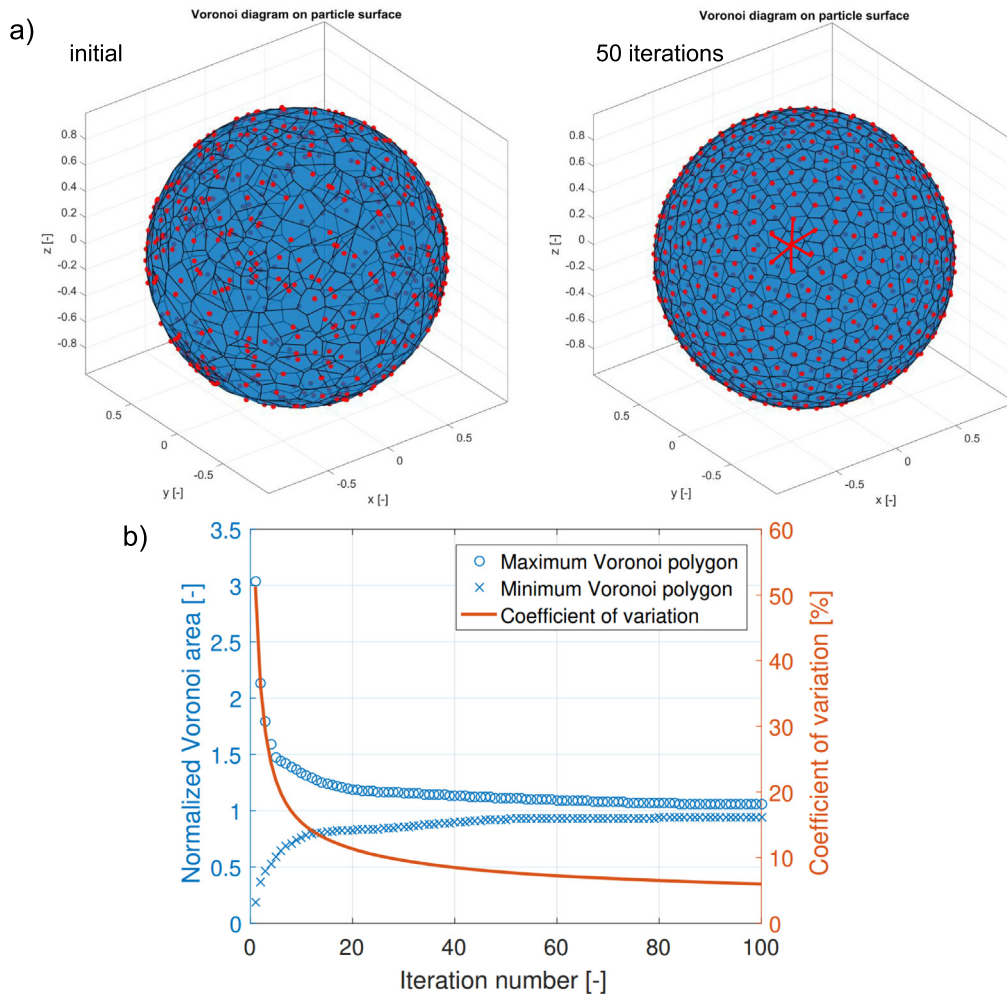 a)
Voronoi diagram on particle surface
initial
0.8
0.6
0.4
0.2
0
-0.2
-0.4
-0.6
-0.8
z [-]
0.5
0
-0.5
y [-]
-0.5
0
0.5
x [-]
Voronoi diagram on particle surface
50 iterations
0.8
0.6
0.4
0.2
0
-0.2
-0.4
-0.6
-0.8
z [-]
0.5
0
-0.5
y [-]
-0.5
0
0.5
x [-]
b)
Normalized Voronoi area [-]
3.5
3
2.5
2
1.5
1
0.5
0
Maximum Voronoi polygon
Minimum Voronoi polygon
Coefficient of variation
60
50
40
30
20
10
0
Coefficient of variation [%]
0 20 40 60 80 100
Iteration number [-]